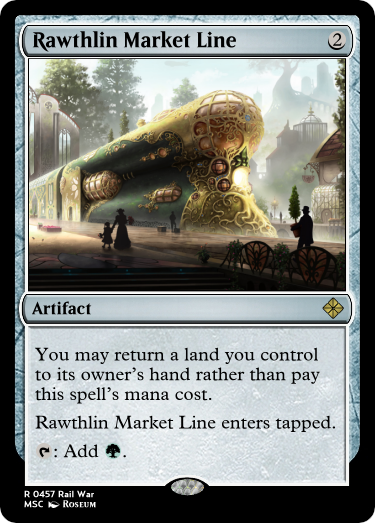 Rawthlin Market Line 2
Artifact
You may return a land you control
to its owner's hand rather than pay
this spell's mana cost.
Rawthlin Market Line enters tapped.
: Add .
R 0457 Rail War
MSC Roseum